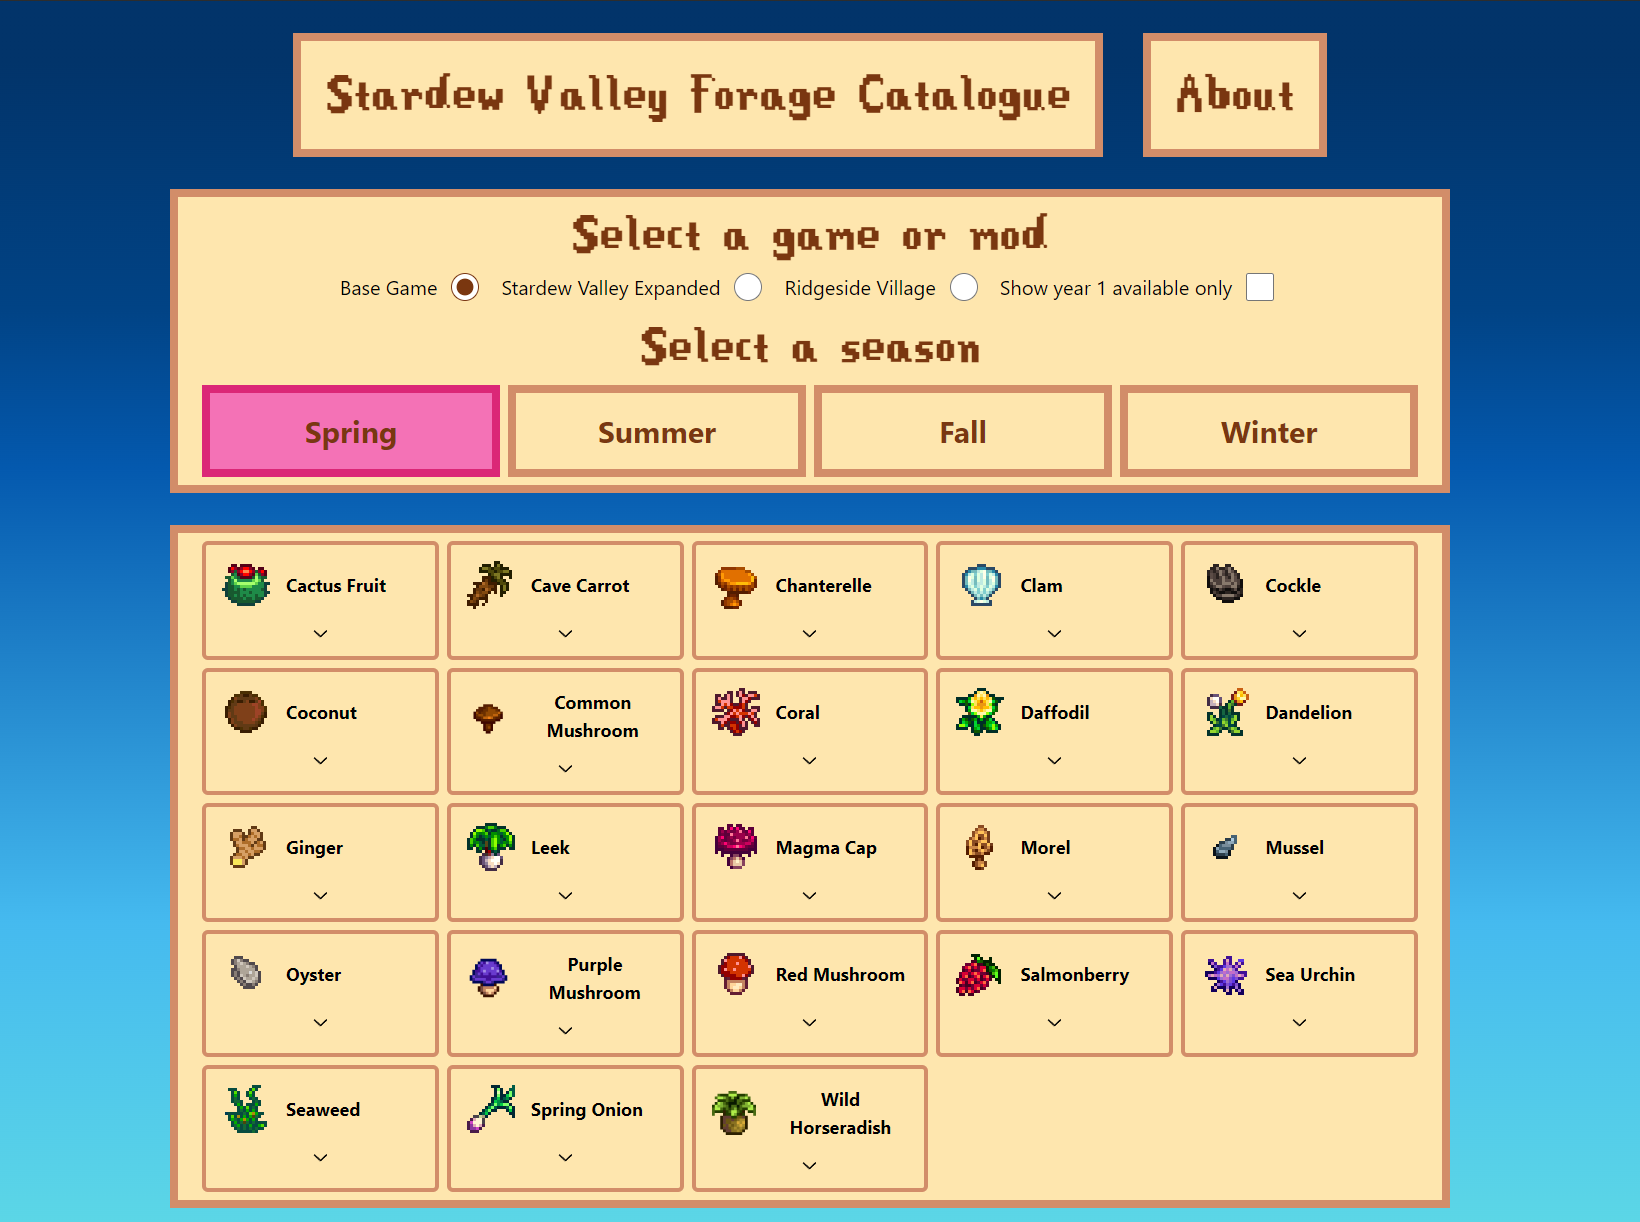 Stardew Valley Forage Catalogue
About
Select a game or mod
Base Game
Stardew Valley Expanded
Ridgeside Village
Show year 1 available only
Select a season
Spring
Summer
Fall
Winter
Cactus Fruit
Cave Carrot
Chanterelle
Clam
Cockle
Coconut
Common
Mushroom
Coral
Daffodil
Dandelion
Ginger
Leek
Magma Cap
Morel
Mussel
Oyster
Purple
Mushroom
Red Mushroom
Salmonberry
Sea Urchin
Seaweed
Spring Onion
Wild
Horseradish